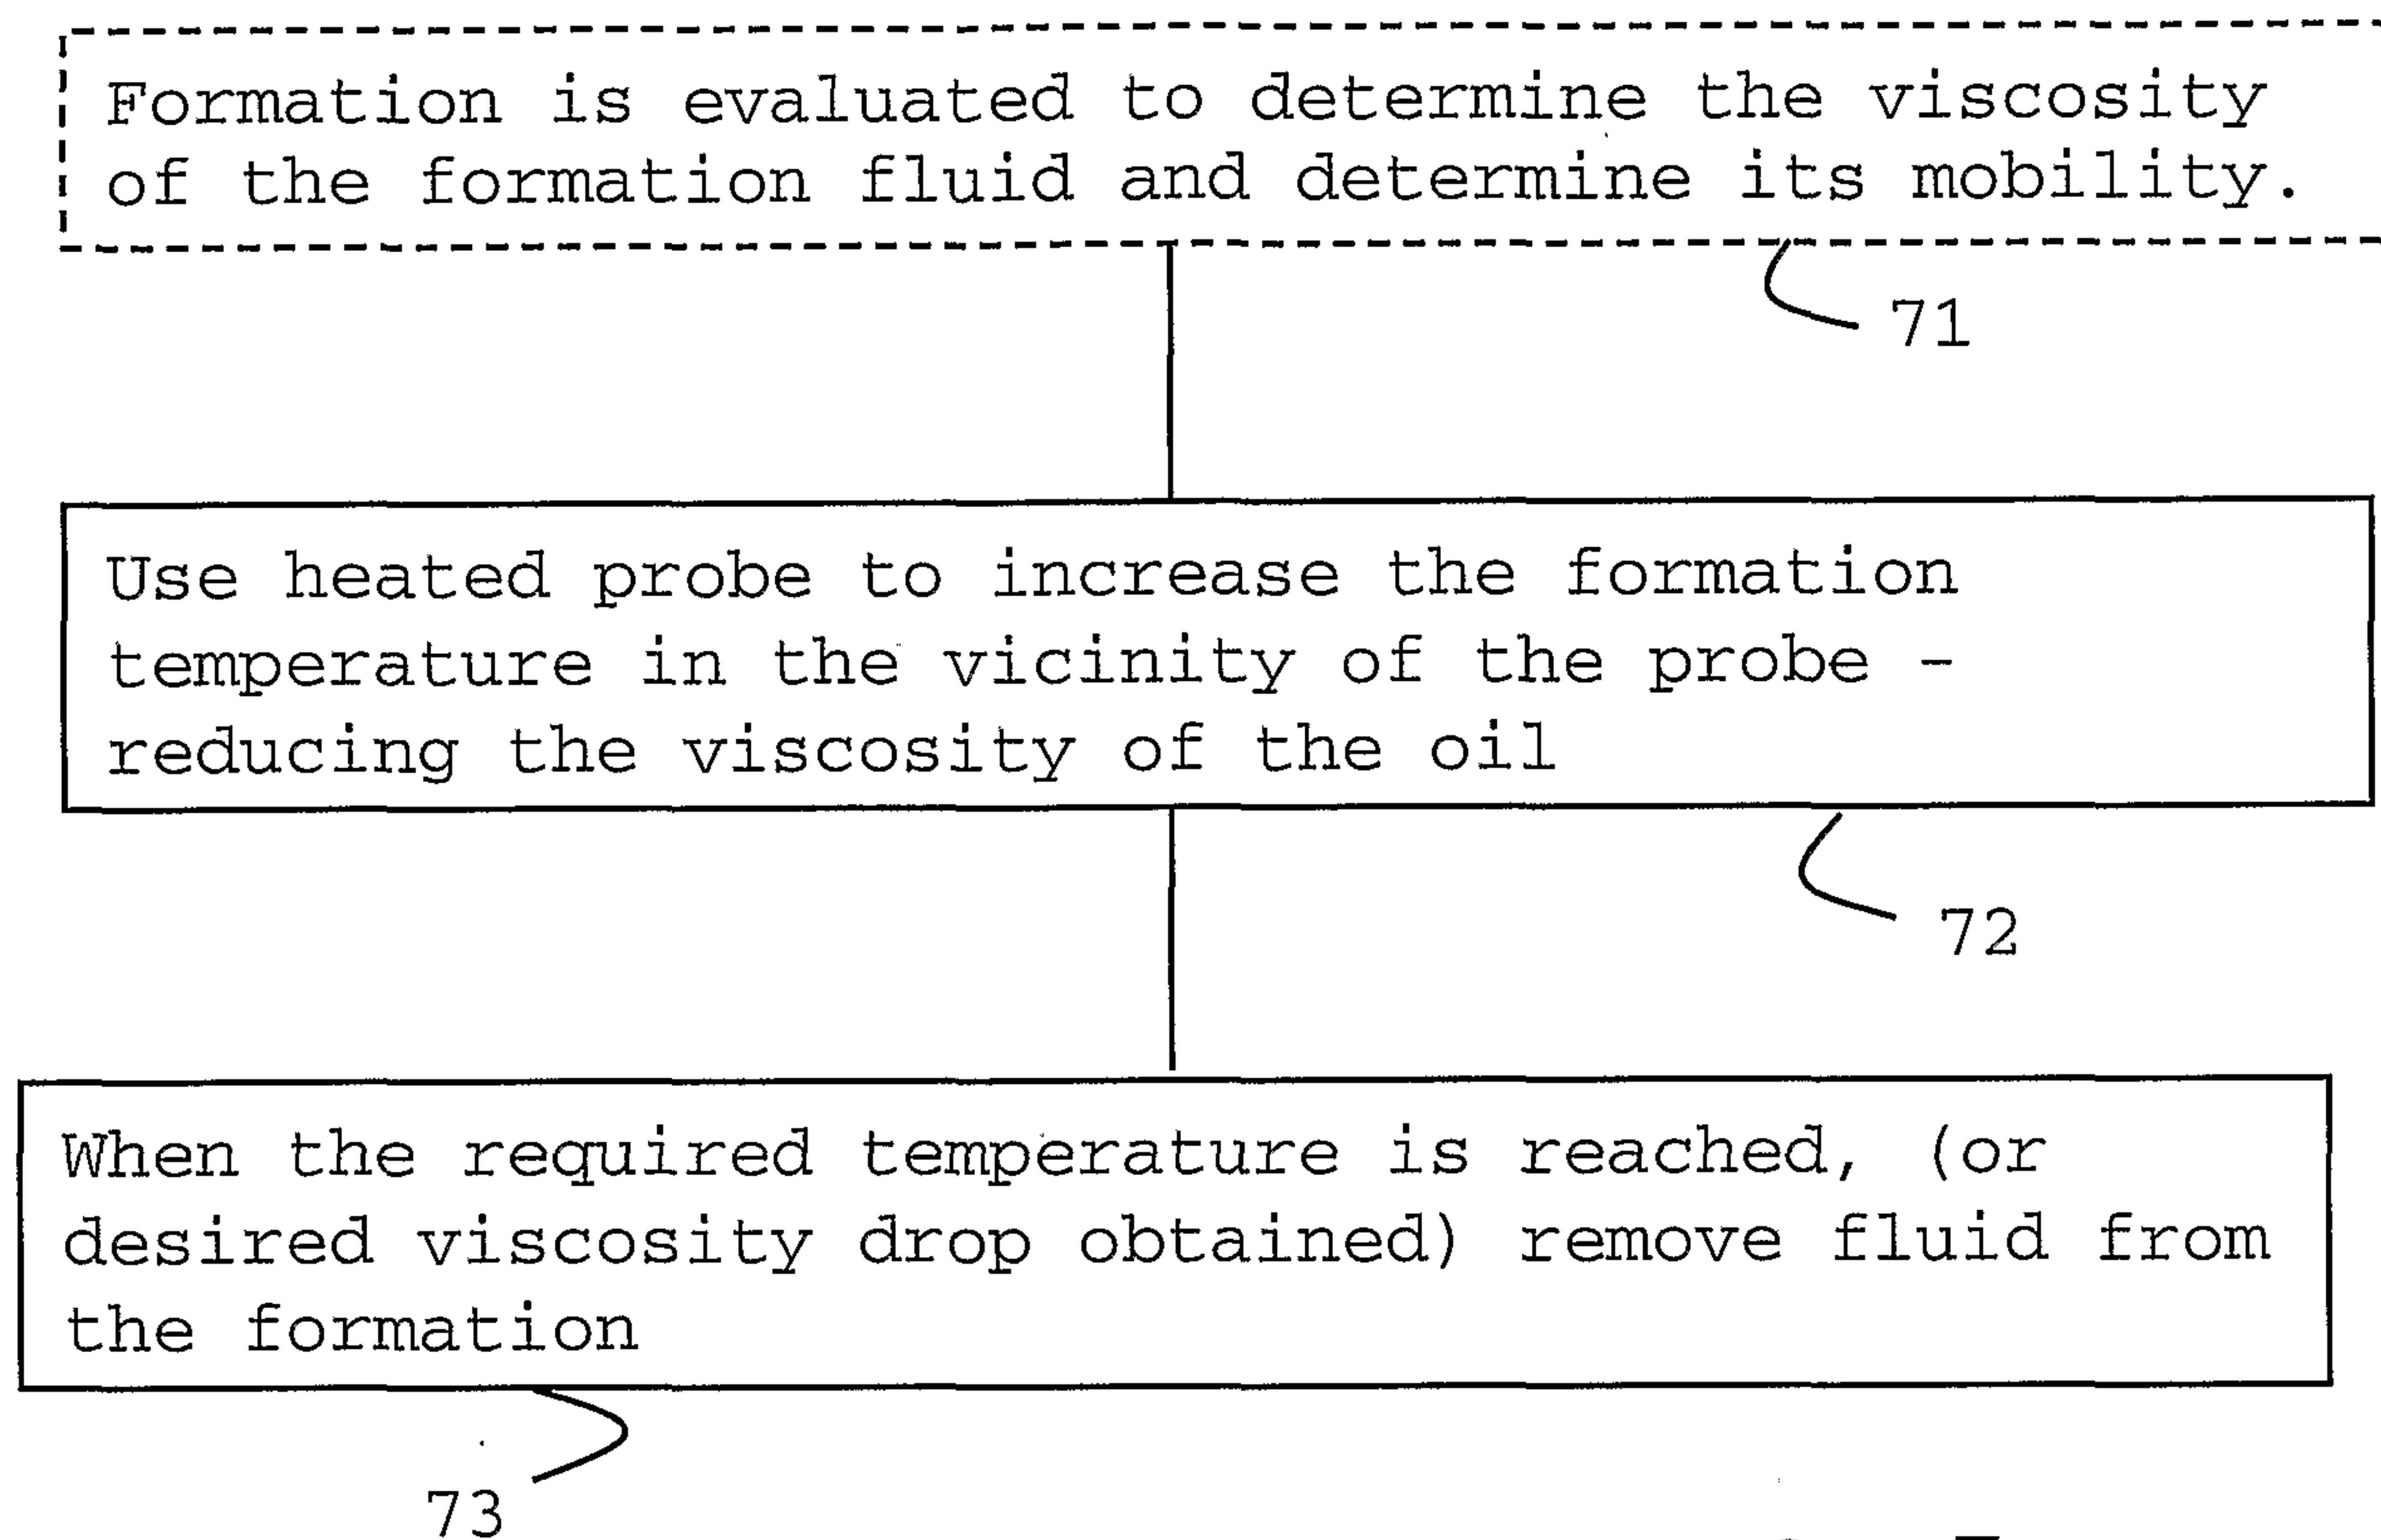 Formation is evaluated to determine the viscosity
of the formation fluid and determine its mobility.
71
Use heated probe to increase the formation
temperature in the vicinity of the probe -
reducing the viscosity of the oil
72
When the required temperature is reached, (or
desired viscosity drop obtained) remove fluid from
the formation
73